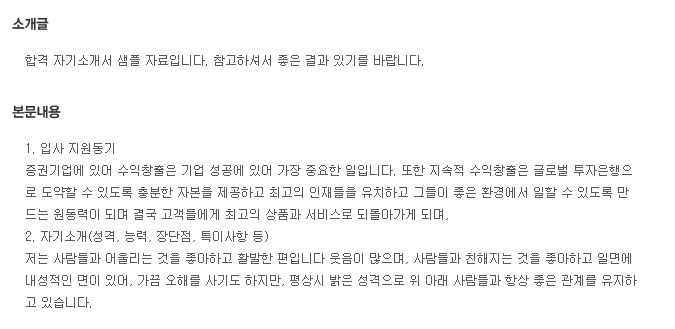 소개글
합격 자기소개서 샘플 자료입니다. 참고하셔서 좋은 결과 있기를 바랍니다.
본문내용
1. 입사 지원동기
증권기업에 있어 수익창출은 기업 성공에 있어 가장 중요한 일입니다. 또한 지속적 수익창출은 글로벌 투자은행으
로 도약할 수 있도록 충분한 자본을 제공하고 최고의 인재들을 유치하고 그들이 좋은 환경에서 일할 수 있도록 만
드는 원동력이 되며 결국 고객들에게 최고의 상품과 서비스로 되돌아가게 되며,
2. 자기소개(성격, 능력, 장단점, 특이사항 등)
저는 사람들과 어울리는 것을 좋아하고 활발한 편입니다 웃음이 많으며, 사람들과 친해지는 것을 좋아하고 일면에
내성적인 면이 있어, 가끔 오해를 사기도 하지만, 평상시 밝은 성격으로 위 아래 사람들과 항상 좋은 관계를 유지하
고 있습니다.